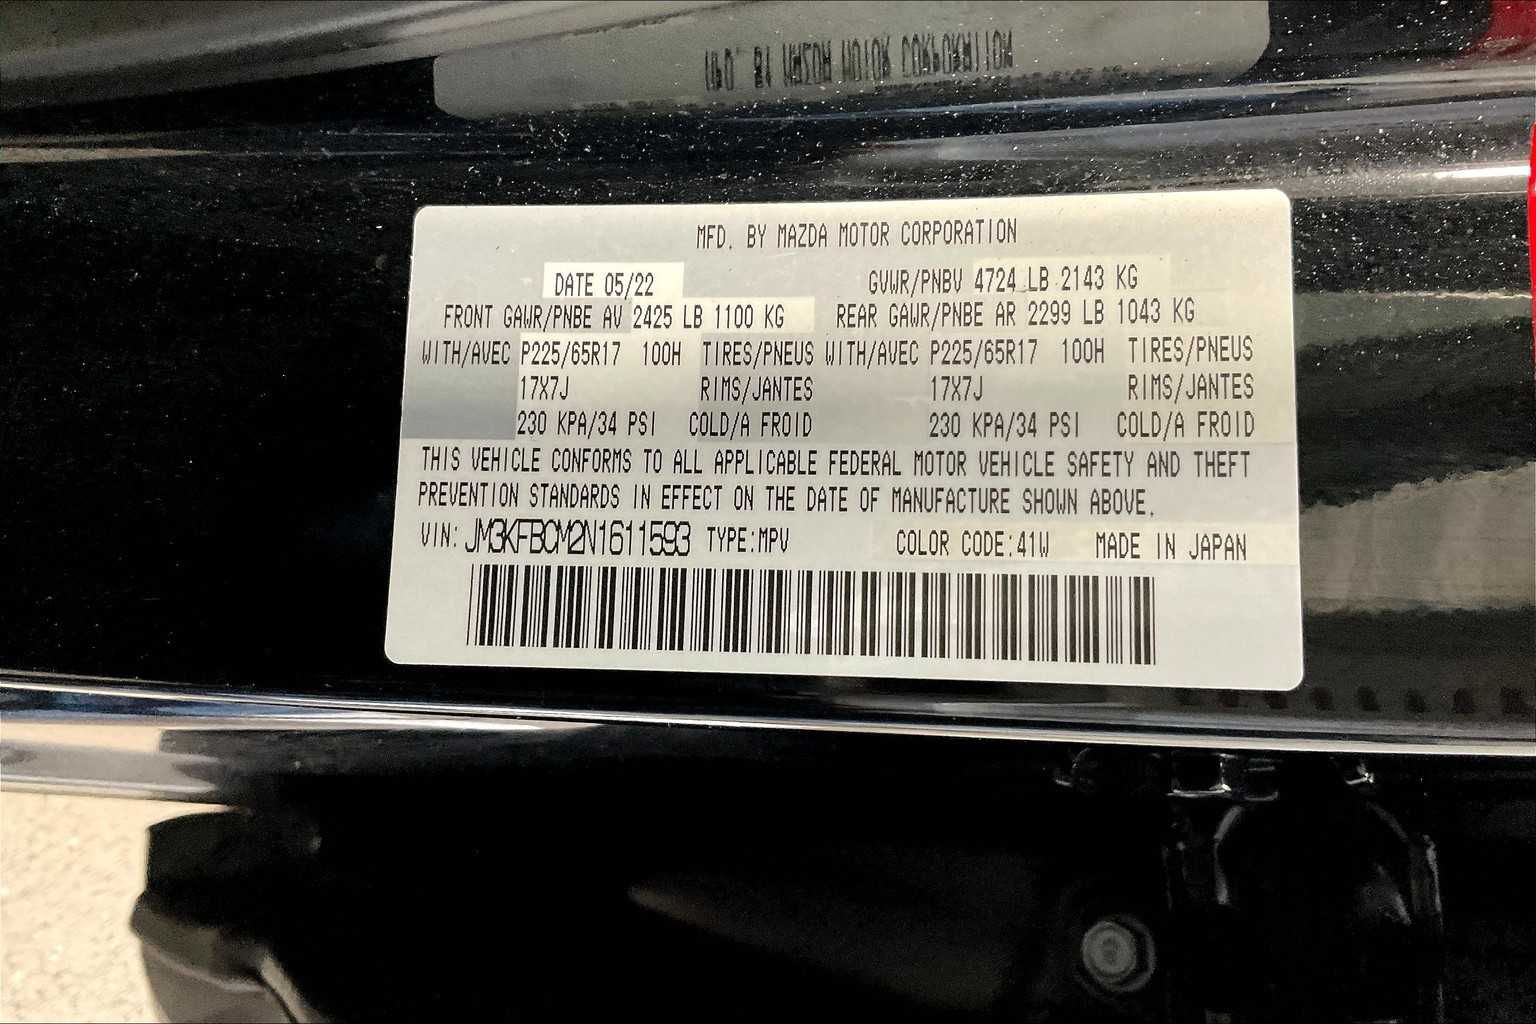 MFD. BY MAZDA MOTOR CORPORATION
DATE 05/22 GVWR/PNBV 4724 LB 2143 KG
FRONT GAWR/PNBE AV 2425 LB 1100 KG REAR GAWR/PNBE AR 2299 LB 1043 KG
WITH/AVEC P225/65R17 100H TIRES/PNEUS WITH/AVEC P225/65R17 100H TIRES/PNEUS
17X7J RIMS/JANTES 17X7J RIMS/JANTES
230 KPA/34 PSI COLD/A FROID 230 KPA/34 PSI COLD/A FROID
THIS VEHICLE CONFORMS TO ALL APPLICABLE FEDERAL MOTOR VEHICLE SAFETY AND THEFT
PREVENTION STANDARDS IN EFFECT ON THE DATE OF MANUFACTURE SHOWN ABOVE.
VIN: JM3KFBCM2N1611593 TYPE:MPV COLOR CODE:41W MADE IN JAPAN